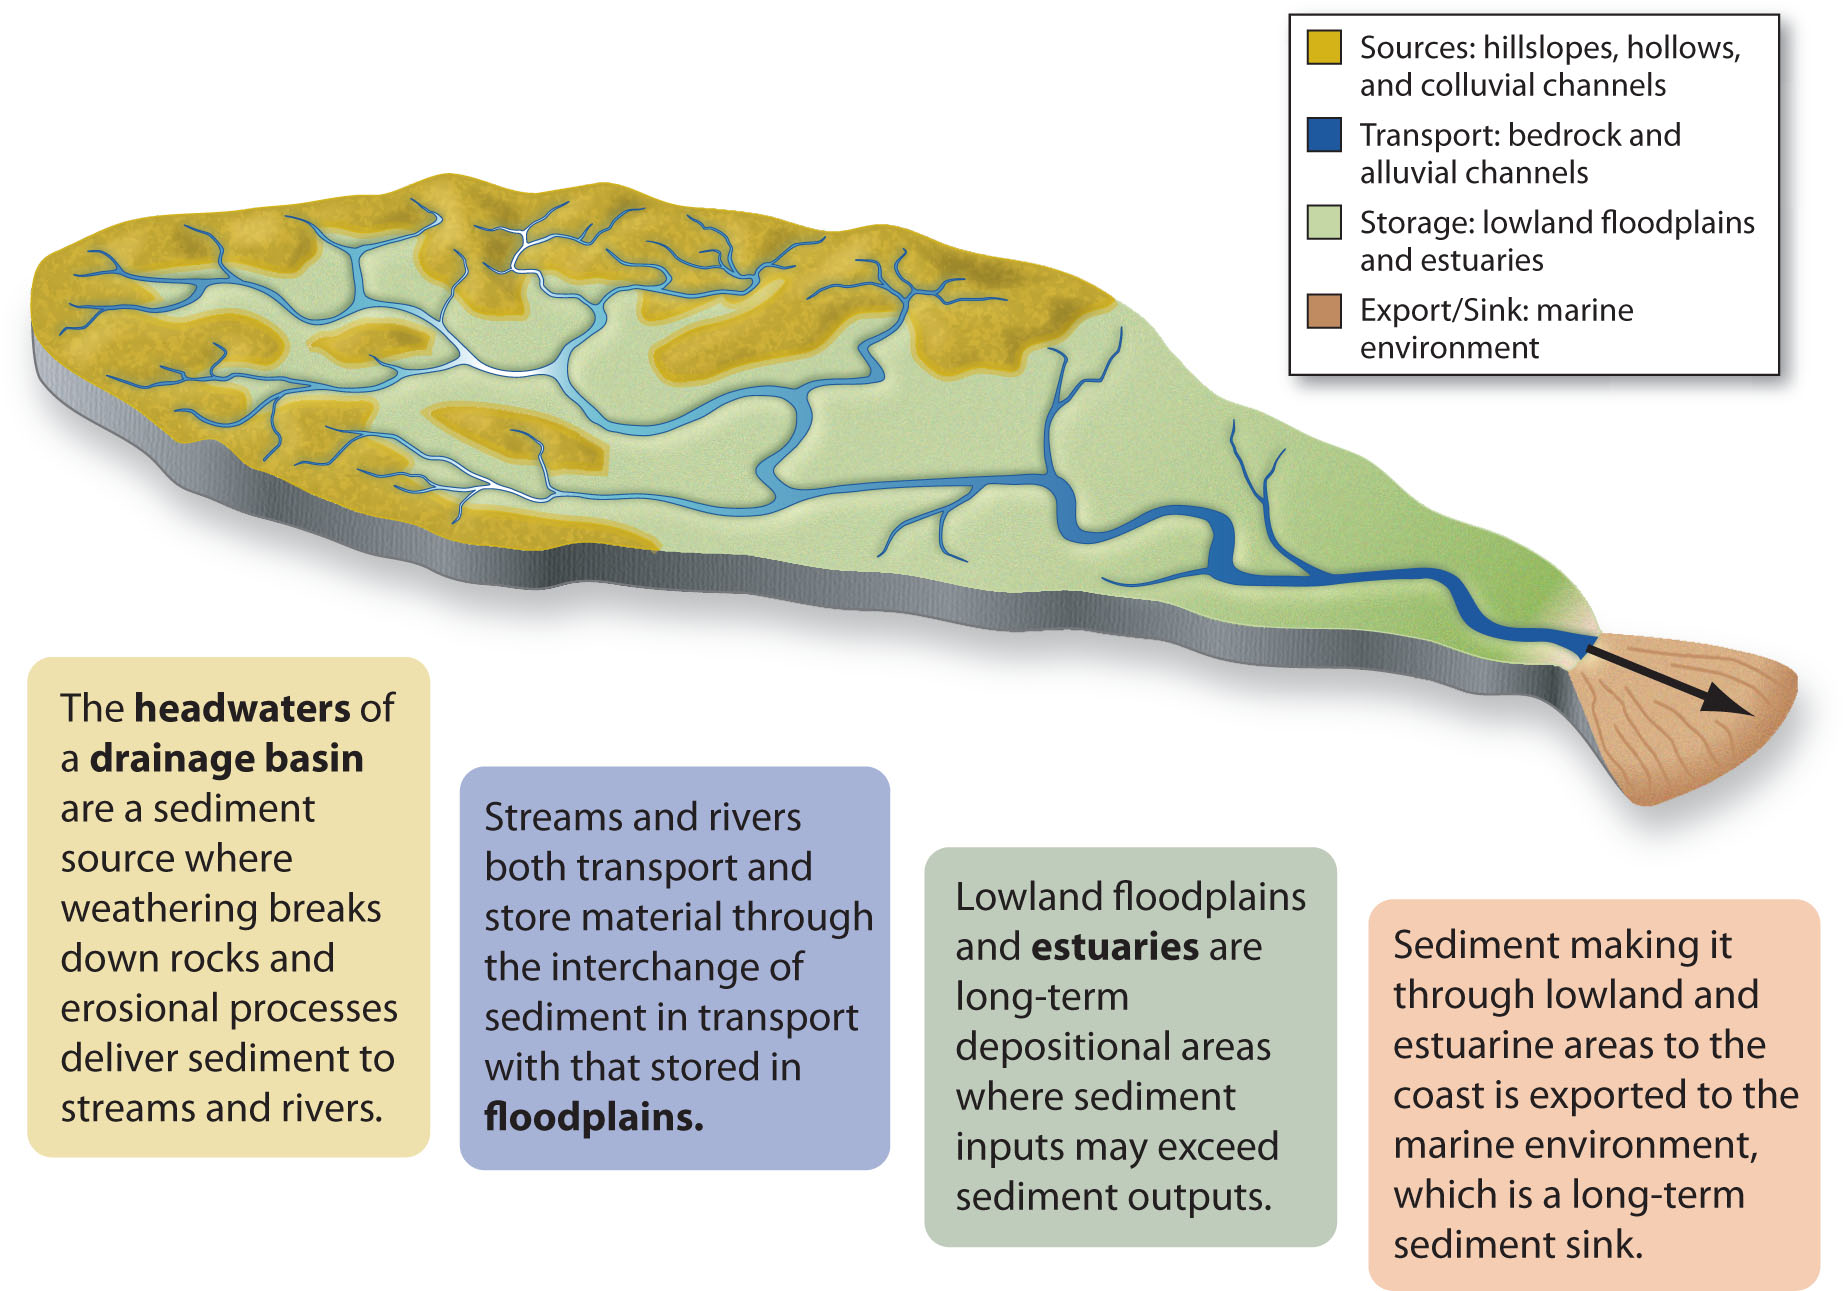 Sources: hillslopes, hollows,
and colluvial channels
Transport: bedrock and
alluvial channels
Storage: lowland floodplains
and estuaries
Export/Sink: marine
environment
The headwaters of
a drainage basin
are a sediment
source where
weathering breaks
down rocks and
erosional processes
deliver sediment to
streams and rivers.
Streams and rivers
both transport and
store material through
the interchange of
sediment in transport
with that stored in
floodplains.
Lowland floodplains
and estuaries are
long-term
depositional areas
where sediment
inputs may exceed
sediment outputs.
Sediment making it
through lowland and
estuarine areas to the
coast is exported to the
marine environment,
which is a long-term
sediment sink.